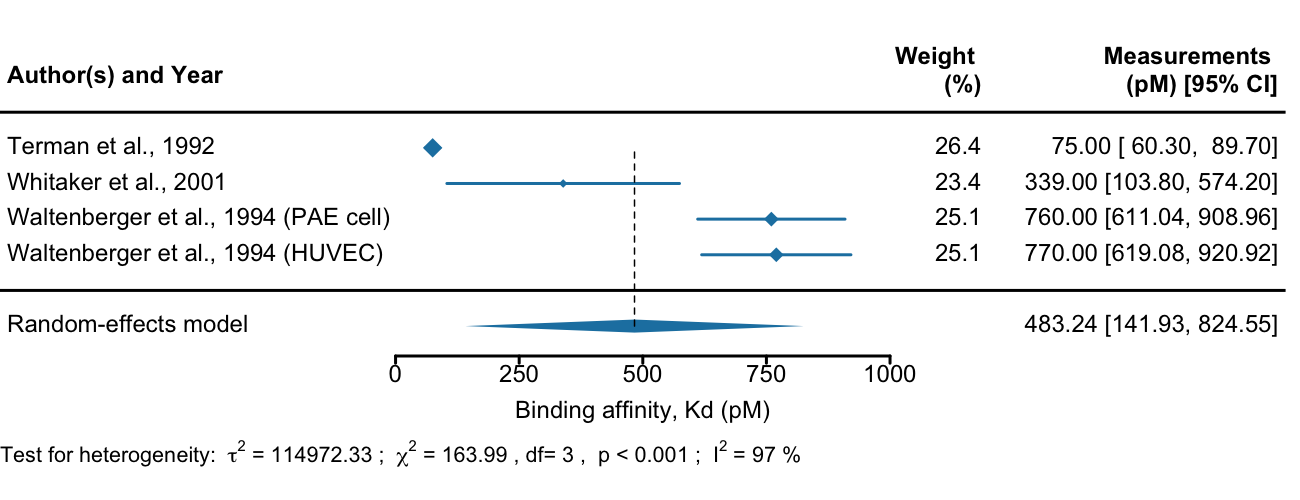 Author(s) and Year Weight (%) Measurements (pM) [95% CI]
Terman et al., 1992 26.4 75.00 [ 60.30, 89.70]
Whitaker et al., 2001 23.4 339.00 [103.80, 574.20]
Waltenberger et al., 1994 (PAE cell) 25.1 760.00 [611.04, 908.96]
Waltenberger et al., 1994 (HUVEC) 25.1 770.00 [619.08, 920.92]
Random-effects model 483.24 [141.93, 824.55]
0 250 500 750 1000
Binding affinity, Kd (pM)
Test for heterogeneity: τ² = 114972.33 ; χ² = 163.99 , df= 3 , p < 0.001 ; I² = 97 %